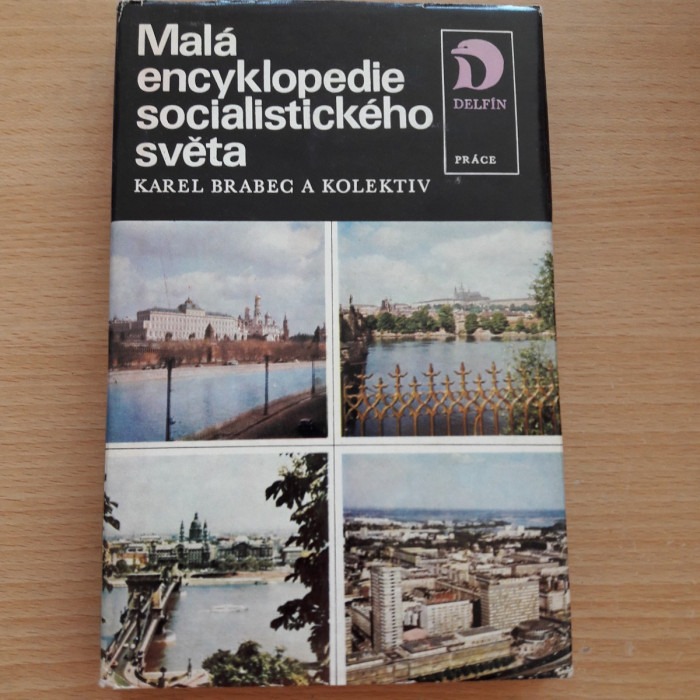 Malá
encyklopedie
socialistického
světa
KAREL BRABEC A KOLEKTIV
DELFÍN
PRÁCE